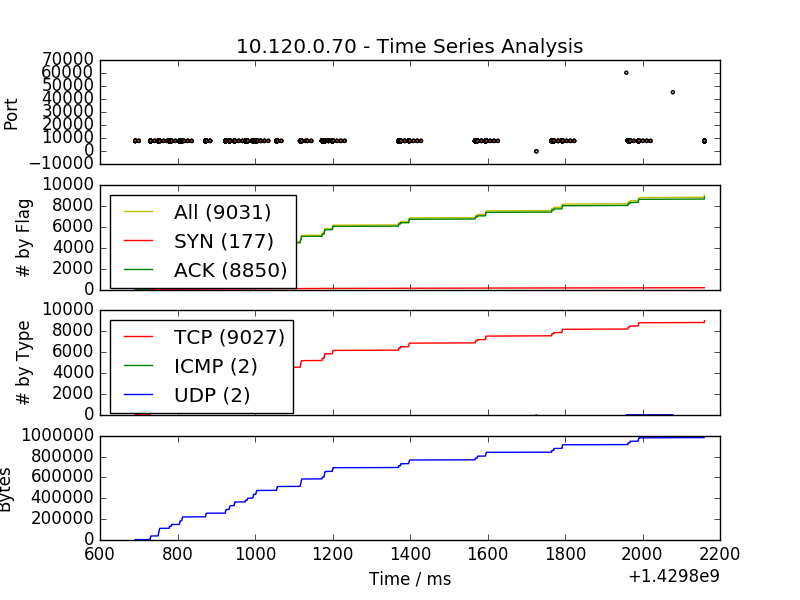 10.120.0.70 - Time Series Analysis
70000
60000
50000
40000
30000
20000
10000
0
−10000
Port
10000
8000
6000
4000
2000
0
# by Flag
All (9031)
SYN (177)
ACK (8850)
10000
8000
6000
4000
2000
0
# by Type
TCP (9027)
ICMP (2)
UDP (2)
1000000
800000
600000
400000
200000
0
Bytes
600 800 1000 1200 1400 1600 1800 2000 2200
Time / ms
+1.4298e9